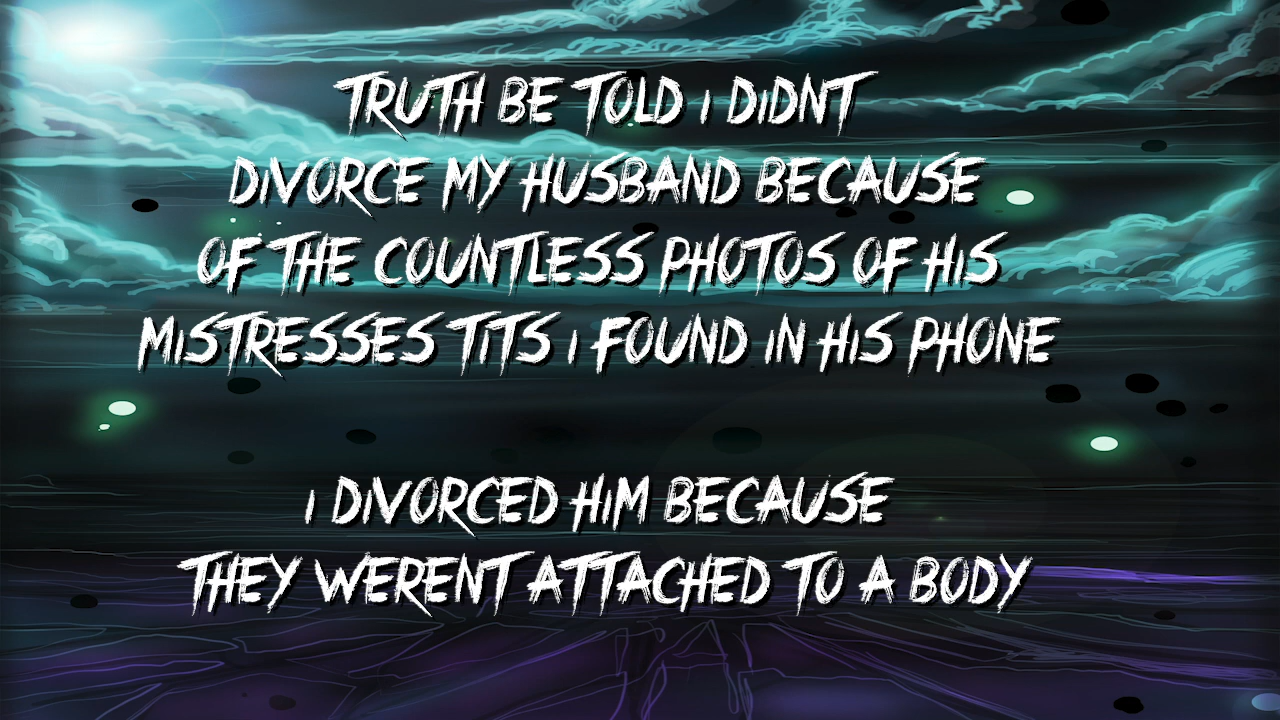 TRUTH BE TOLD i DiDNT
DiVORCE MY HUSBAND BECAUSE
OF THE COUNTLESS PHOTOS OF HiS
MiSTRESSES TiTS i FOUND iN HiS PHONE
i DiVORCED HiM BECAUSE
THEY WERENT ATTACHED TO A BODY